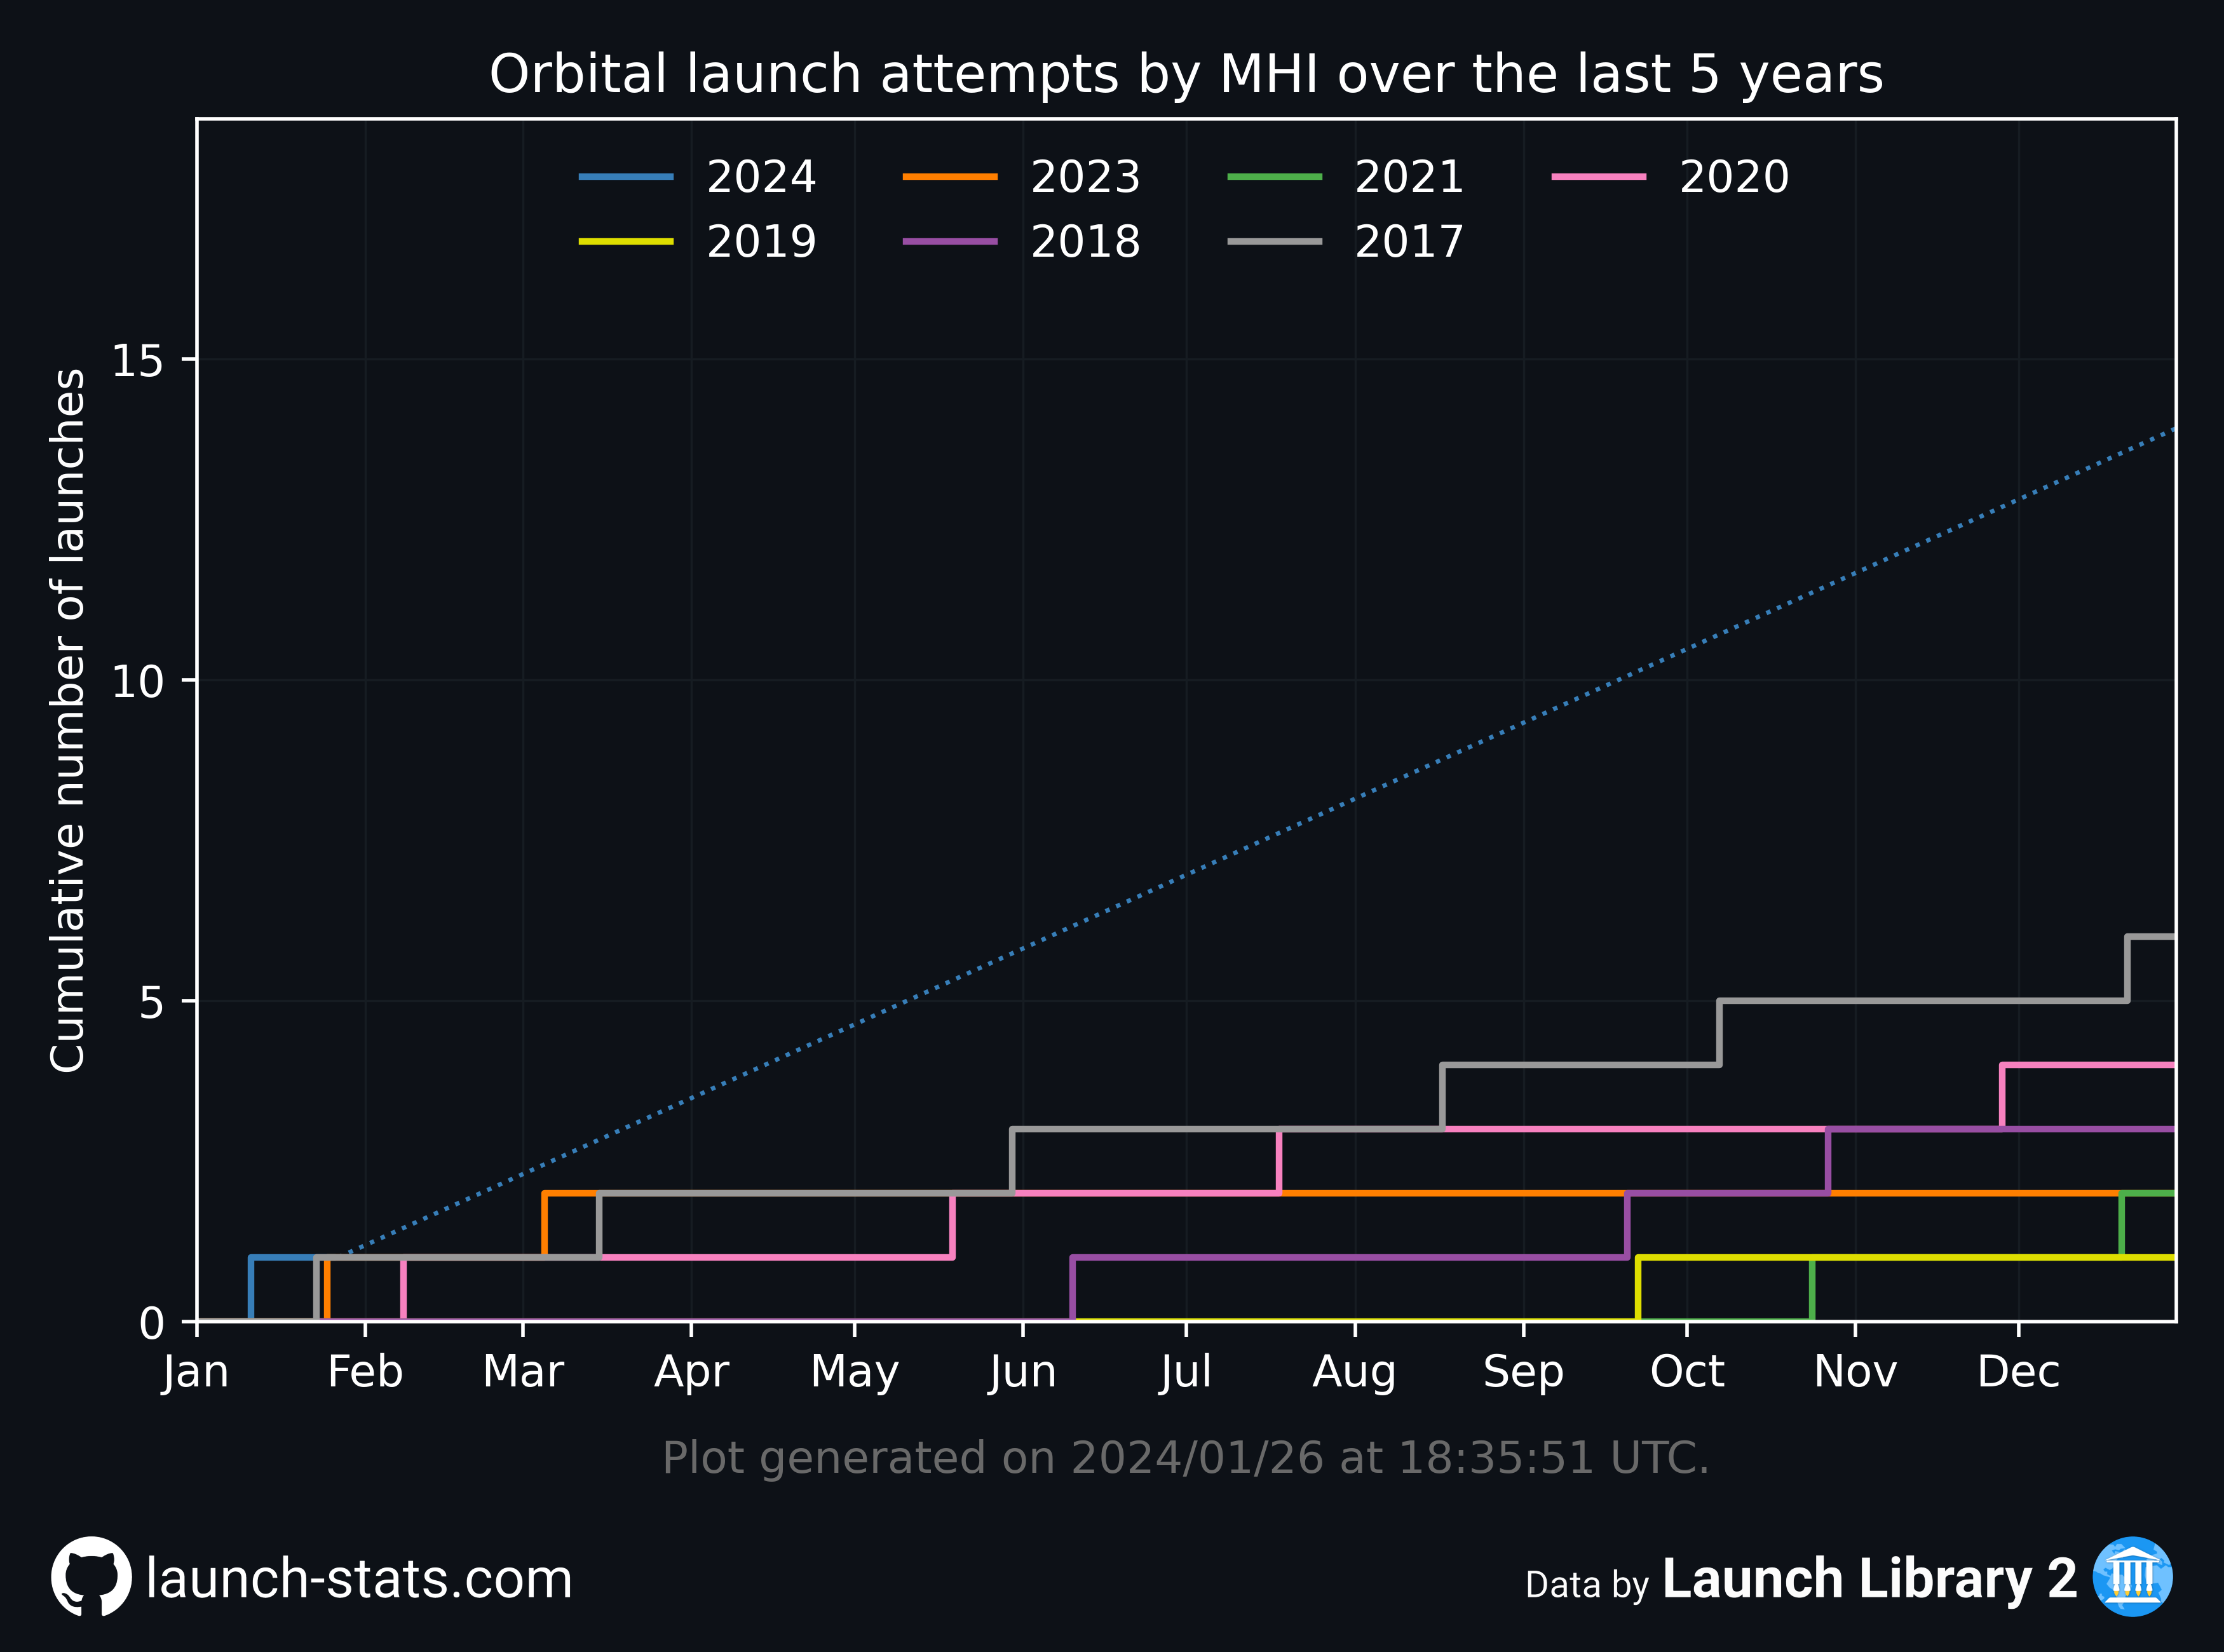 Orbital launch attempts by MHI over the last 5 years
2024 2023 2021 2020
2019 2018 2017
Cumulative number of launches
15
10
5
0
Jan Feb Mar Apr May Jun Jul Aug Sep Oct Nov Dec
Plot generated on 2024/01/26 at 18:35:51 UTC.
launch-stats.com
Data by Launch Library 2